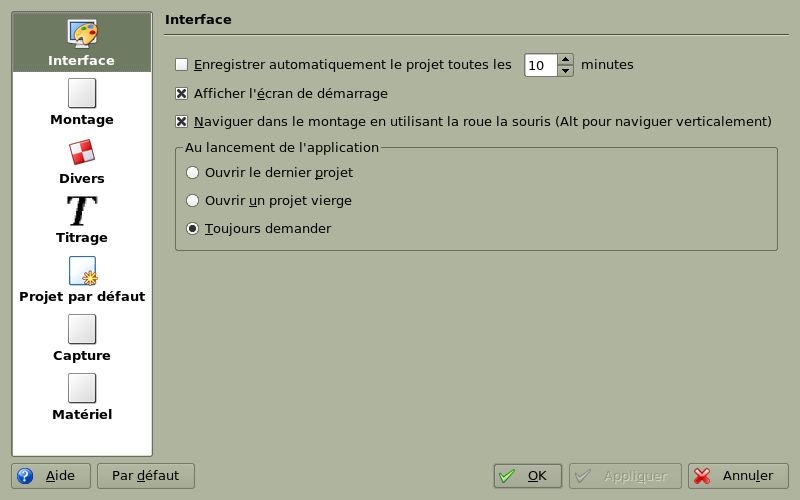 Interface
Interface
Enregistrer automatiquement le projet toutes les 10 minutes
Afficher l'écran de démarrage
Naviguer dans le montage en utilisant la roue la souris (Alt pour naviguer verticalement)
Au lancement de l'application
Ouvrir le dernier projet
Ouvrir un projet vierge
Toujours demander
Montage
Divers
Titrage
Projet par défaut
Capture
Matériel
Aide
Par défaut
OK
Appliquer
Annuler